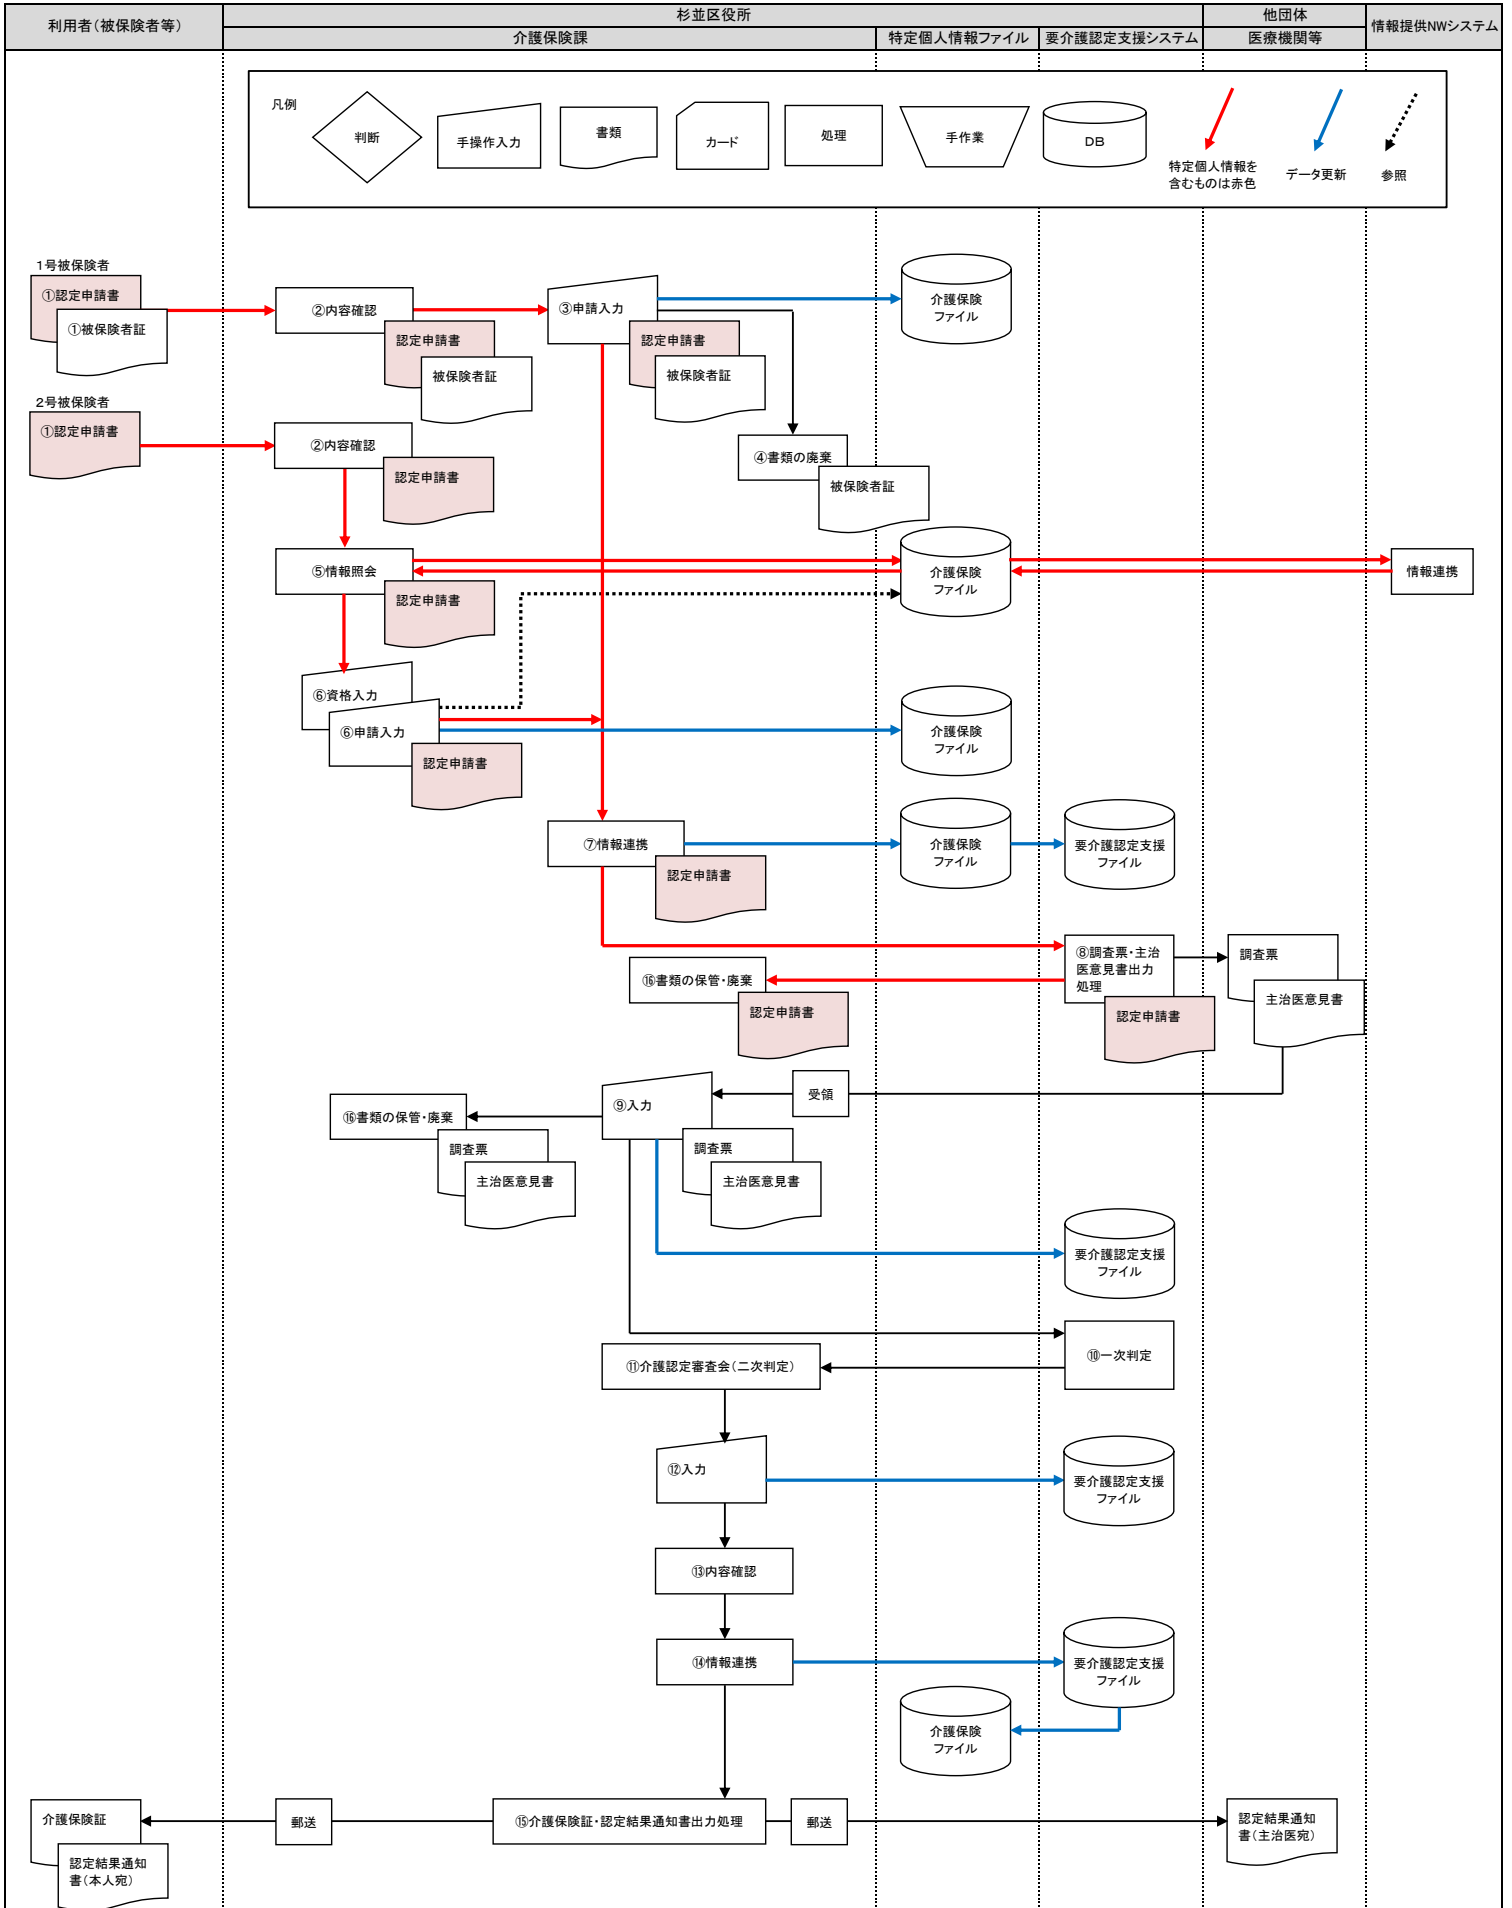 利用者(被保険者等)
杉並区役所
他団体
情報提供NWシステム
介護保険課
特定個人情報ファイル
要介護認定支援システム
医療機関等
凡例
判断
手操作入力
書類
カード
処理
手作業
DB
特定個人情報を
含むものは赤色
データ更新
参照
1号被保険者
①認定申請書
①被保険者証
②内容確認
認定申請書
被保険者証
③申請入力
認定申請書
被保険者証
介護保険
ファイル
2号被保険者
①認定申請書
②内容確認
認定申請書
④書類の廃棄
被保険者証
⑤情報照会
認定申請書
介護保険
ファイル
情報連携
⑥資格入力
⑥申請入力
認定申請書
介護保険
ファイル
⑦情報連携
認定申請書
介護保険
ファイル
要介護認定支援
ファイル
⑧調査票・主治
医意見書出力
処理
認定申請書
調査票
主治医意見書
⑯書類の保管・廃棄
認定申請書
受領
⑨入力
調査票
主治医意見書
⑯書類の保管・廃棄
調査票
主治医意見書
要介護認定支援
ファイル
⑩一次判定
⑪介護認定審査会(二次判定)
⑫入力
要介護認定支援
ファイル
⑬内容確認
⑭情報連携
要介護認定支援
ファイル
介護保険
ファイル
介護保険証
認定結果通知
書(本人宛)
郵送
⑮介護保険証・認定結果通知書出力処理
郵送
認定結果通知
書(主治医宛)